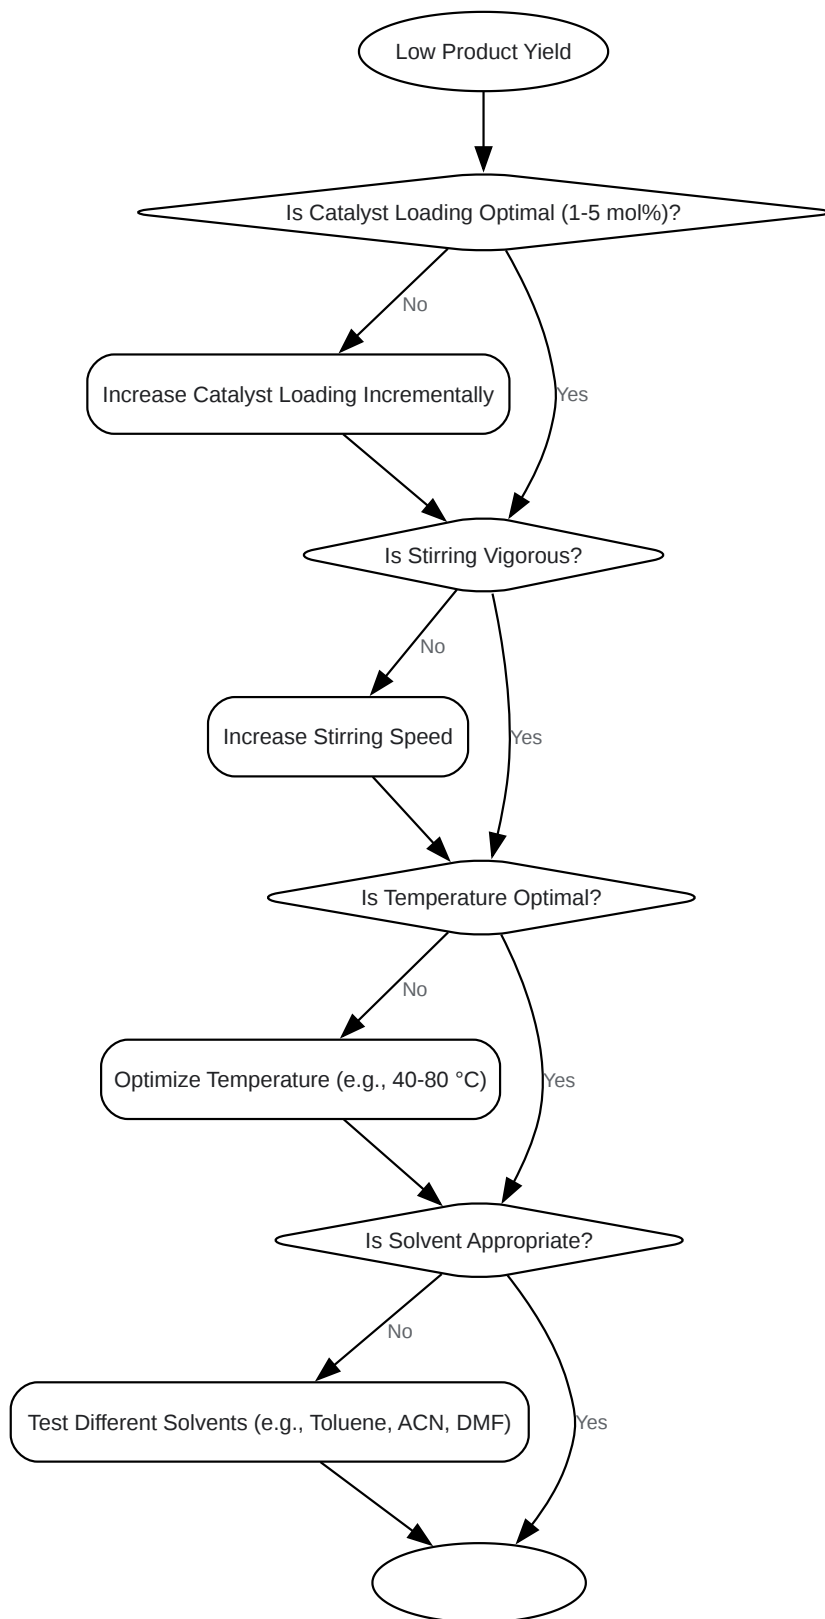 Low Product Yield
Is Catalyst Loading Optimal (1-5 mol%)?
No
Increase Catalyst Loading Incrementally
Yes
Is Stirring Vigorous?
No
Increase Stirring Speed
Yes
Is Temperature Optimal?
No
Optimize Temperature (e.g., 40-80 °C)
Yes
Is Solvent Appropriate?
No
Test Different Solvents (e.g., Toluene, ACN, DMF)
Yes